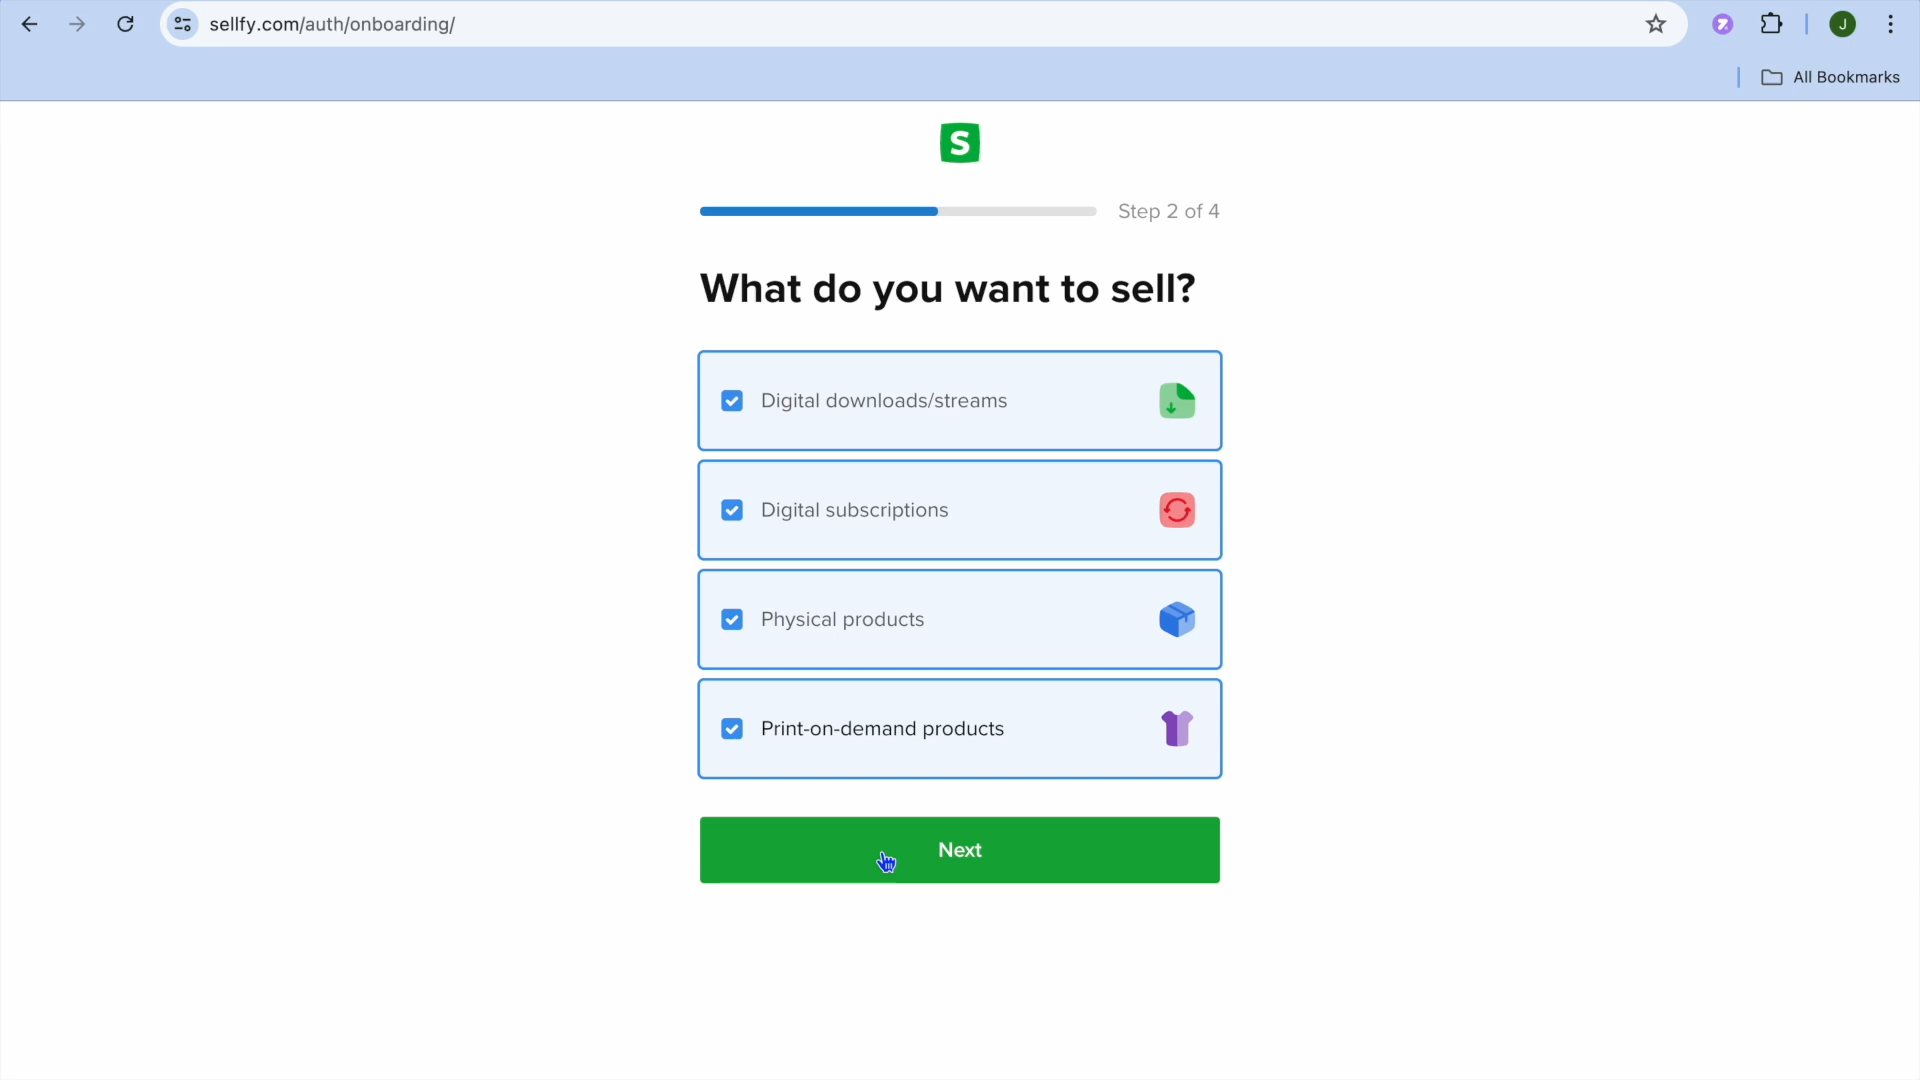 sellfy.com/auth/onboarding/
J
All Bookmarks
S
Step 2 of 4
What do you want to sell?
Digital downloads/streams
Digital subscriptions
Physical products
Print-on-demand products
Next